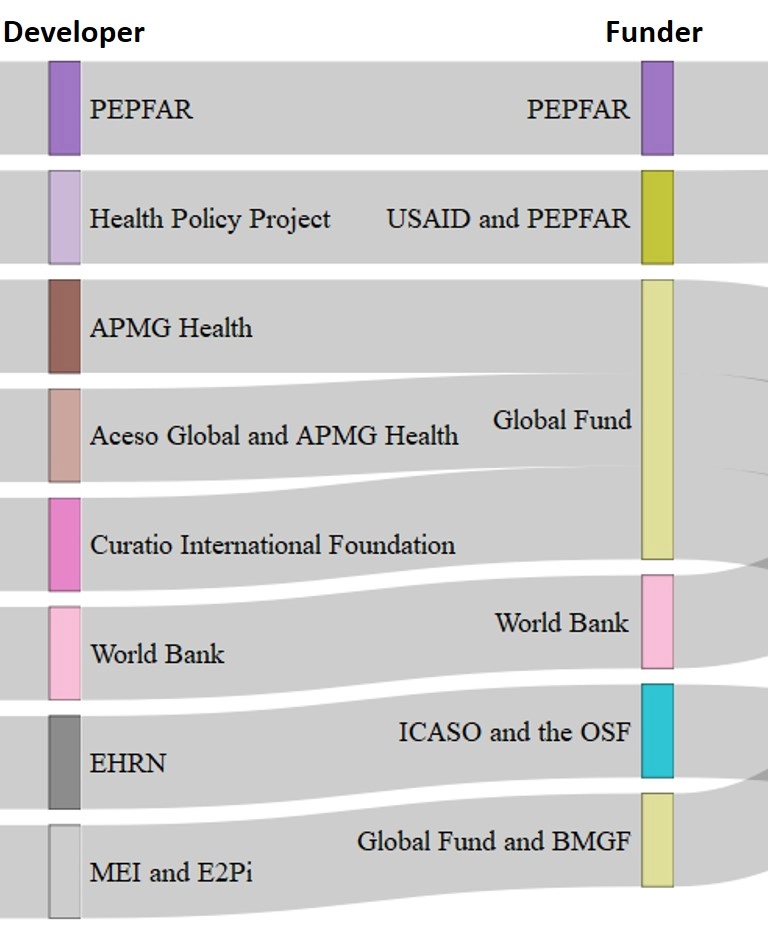 Developer Funder
PEPFAR PEPFAR
Health Policy Project USAID and PEPFAR
APMG Health
Global Fund
Aceso Global and APMG Health
Curatio International Foundation
World Bank
World Bank
ICASO and the OSF
EHRN
Global Fund and BMGF
MEI and E2Pi